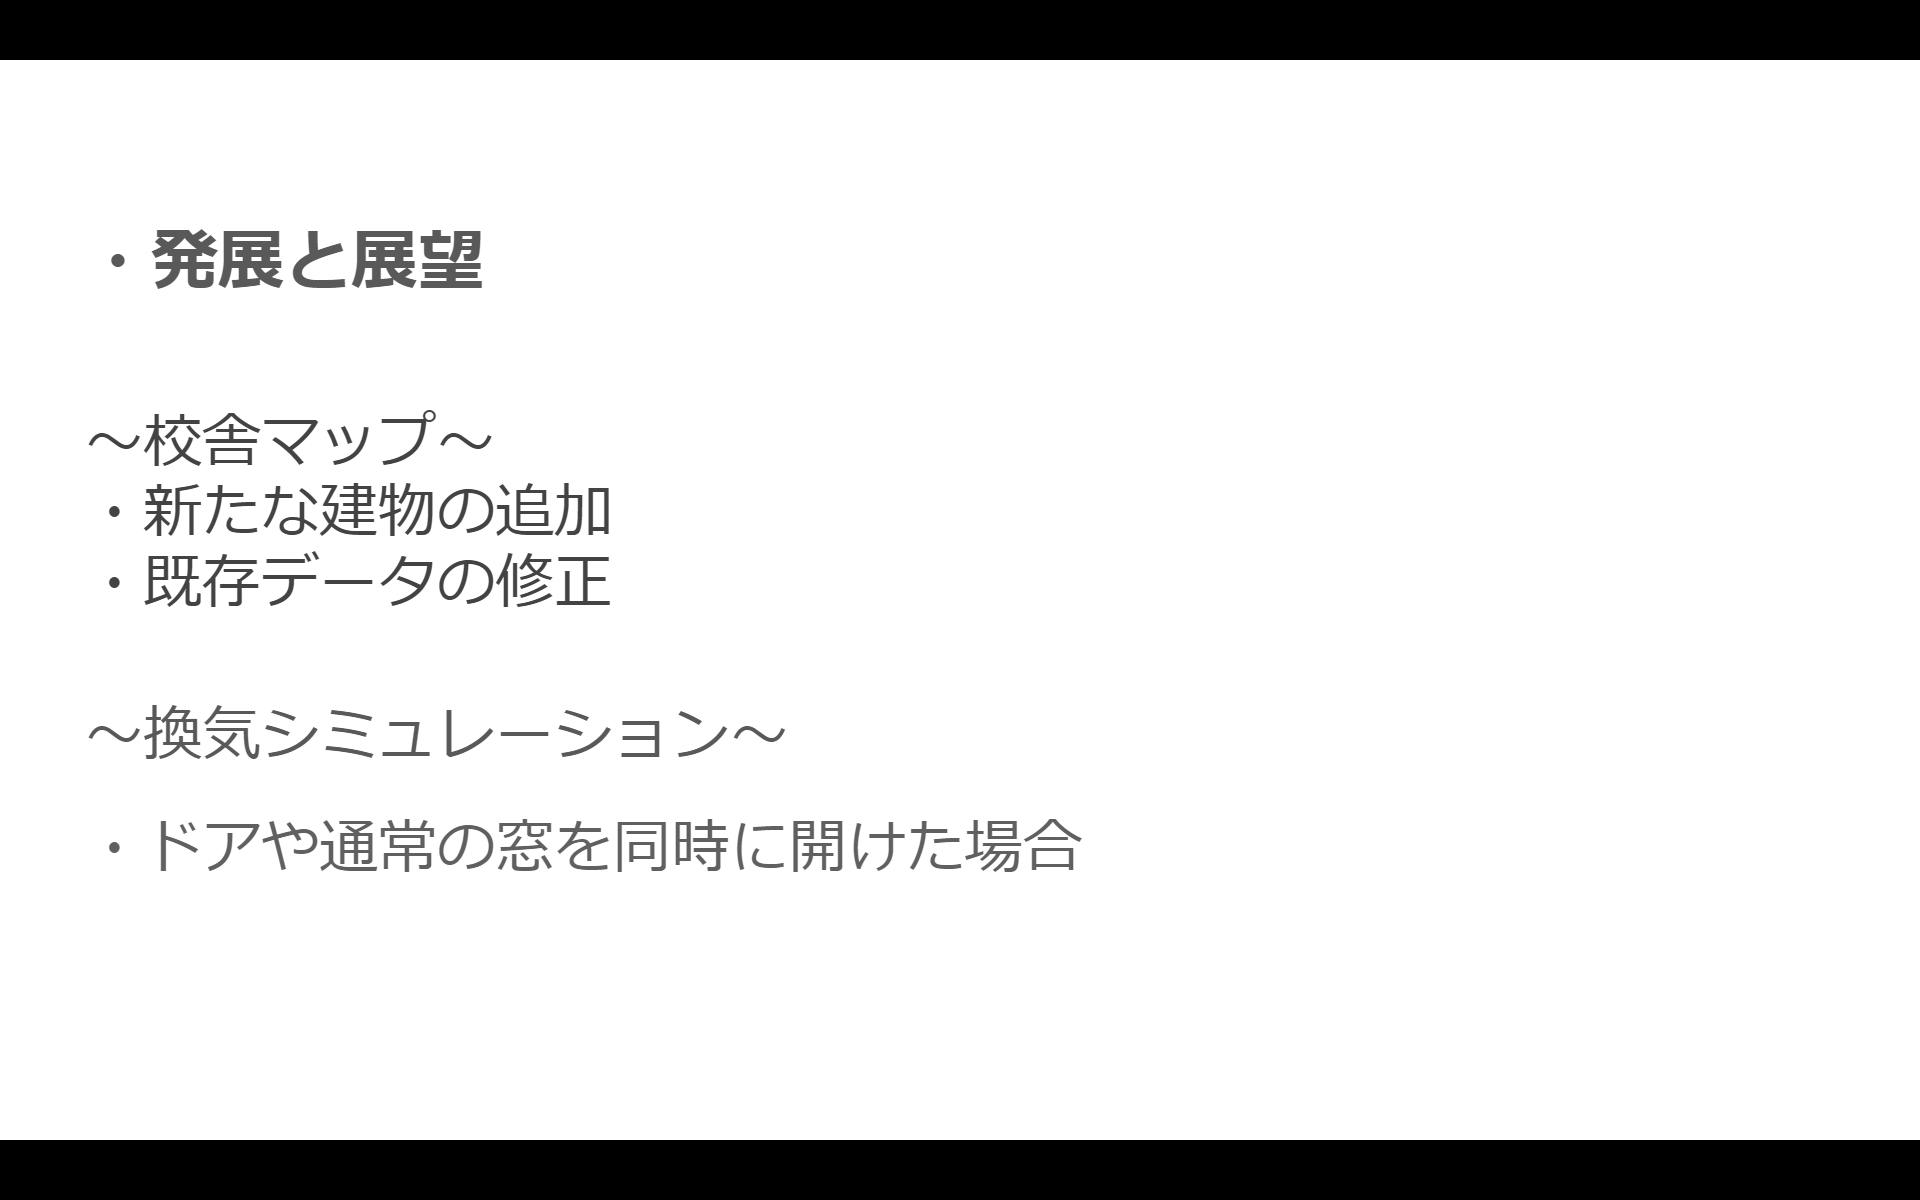 ・発展と展望
～校舎マップ～
・新たな建物の追加
・既存データの修正
～換気シミュレーション～
・ドアや通常の窓を同時に開けた場合